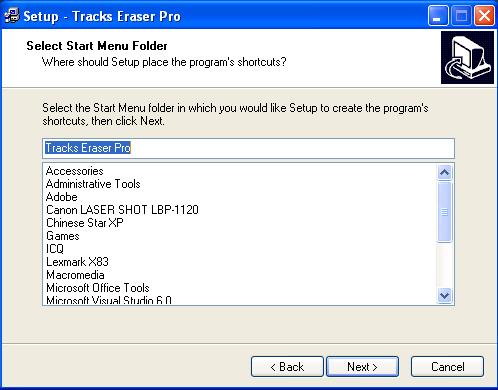 Setup - Tracks Eraser Pro
Select Start Menu Folder
Where should Setup place the program's shortcuts?
Select the Start Menu folder in which you would like Setup to create the program's
shortcuts, then click Next.
Tracks Eraser Pro
Accessories
Administrative Tools
Adobe
Canon LASER SHOT LBP-1120
Chinese Star XP
Games
ICQ
Lexmark X83
Macromedia
Microsoft Office Tools
Microsoft Visual Studio 6.0
< Back
Next >
Cancel